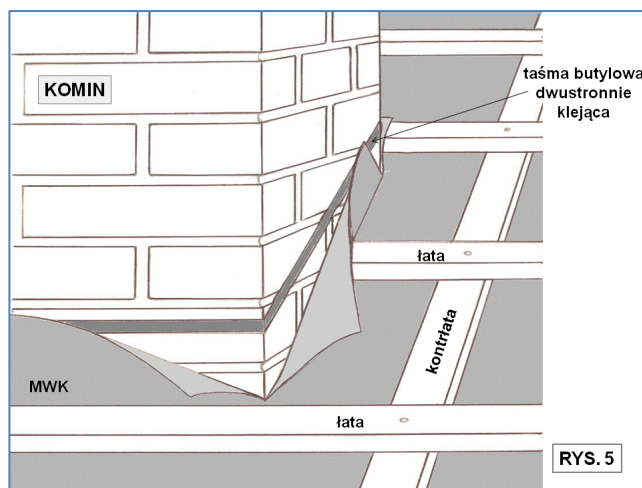 KOMIN
taśma butylowa
dwustronnie
klejąca
łata
kontrłata
MWK
łata
RYS. 5